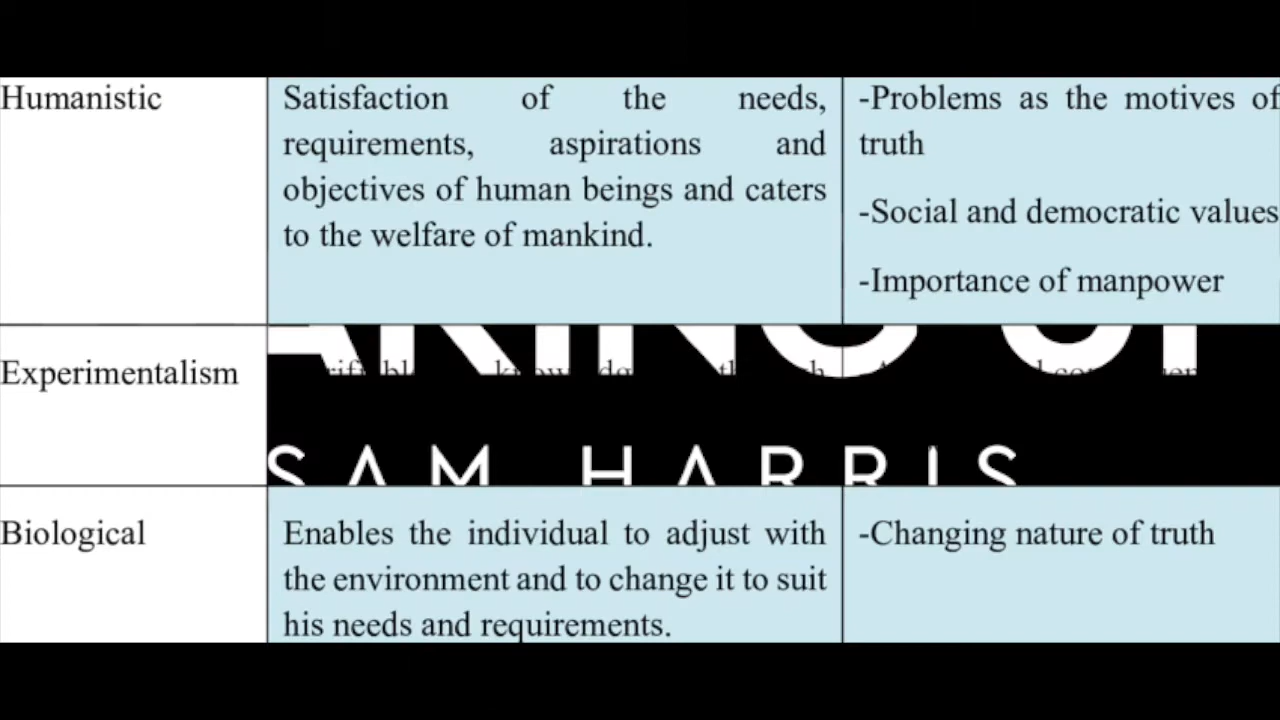 Humanistic
Satisfaction of the needs,
requirements, aspirations and
objectives of human beings and caters
to the welfare of mankind.
-Problems as the motives of
truth
-Social and democratic values
-Importance of manpower
Experimentalism
SAM HARRIS
Biological
Enables the individual to adjust with
the environment and to change it to suit
his needs and requirements.
-Changing nature of truth